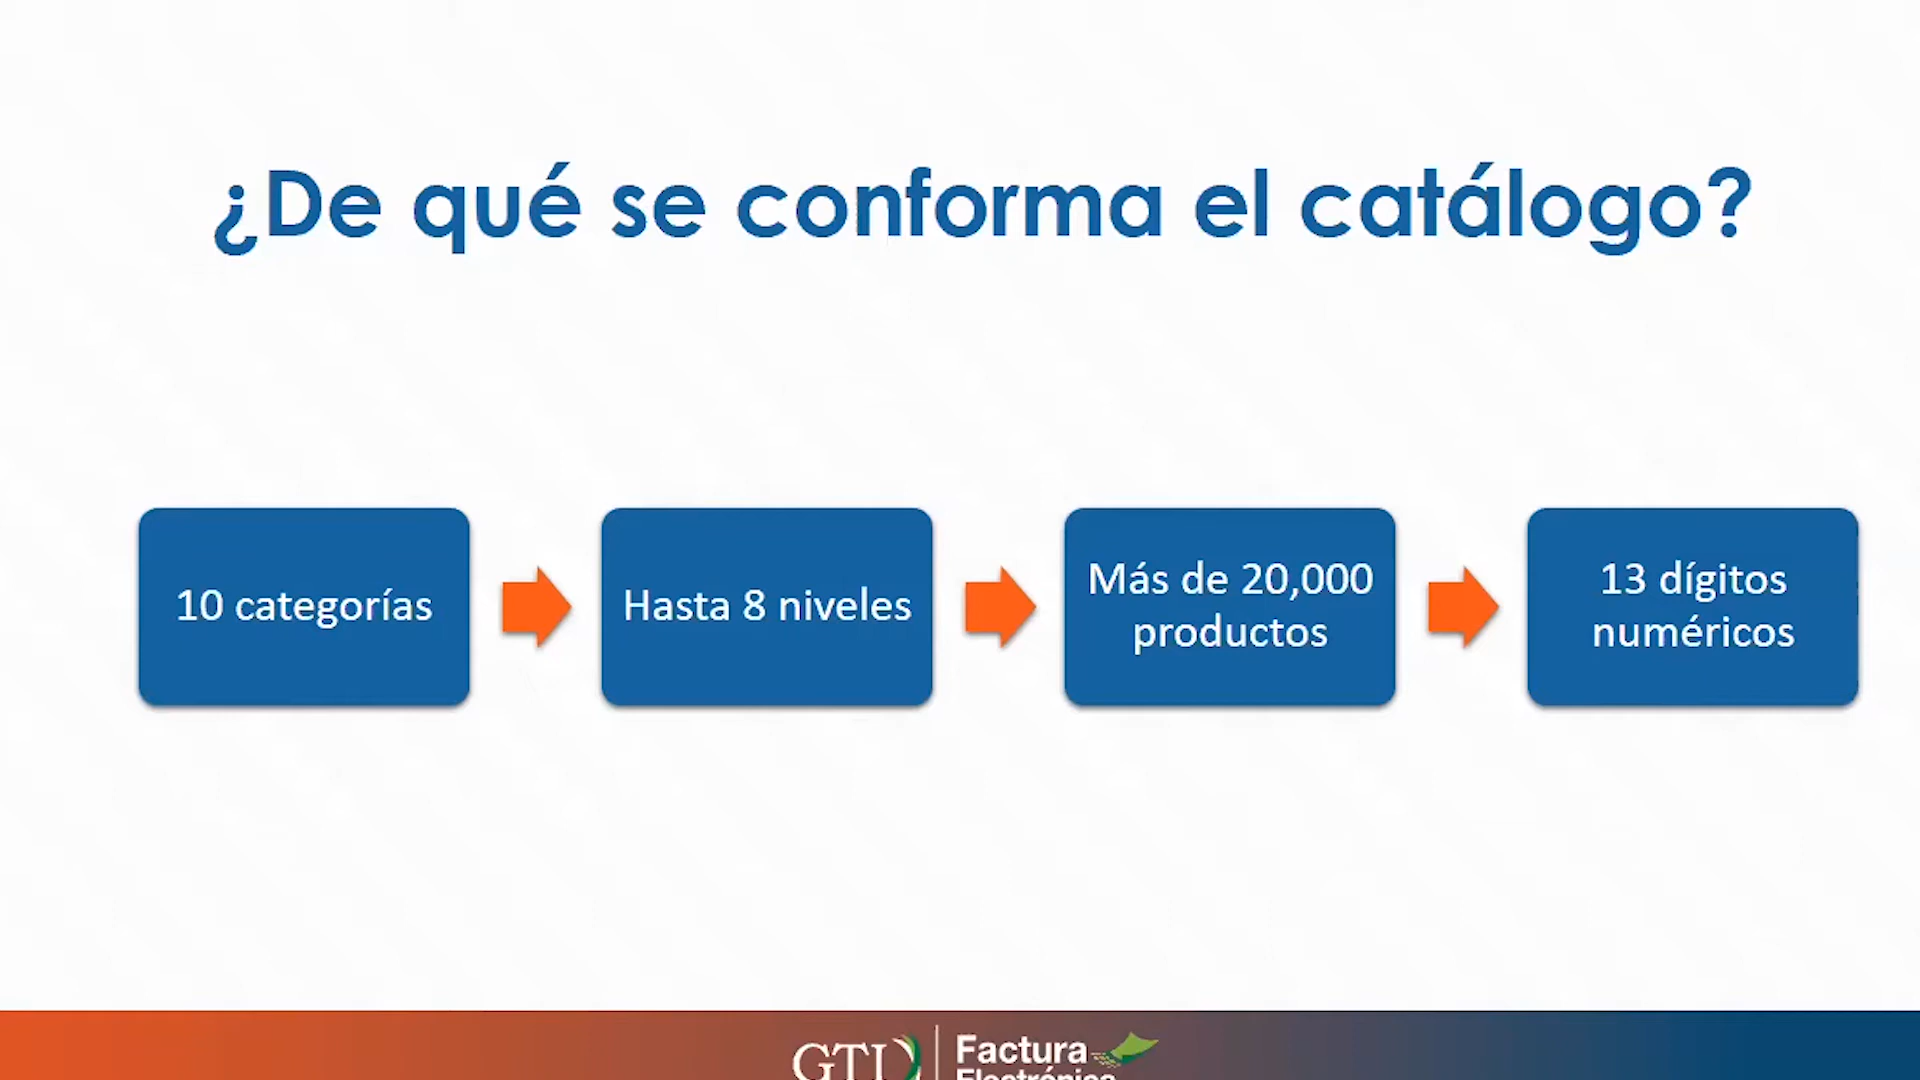 ¿De qué se conforma el catálogo?
10 categorías
Hasta 8 niveles
Más de 20,000
productos
13 dígitos
numéricos
GTI
Factura
Electrónica